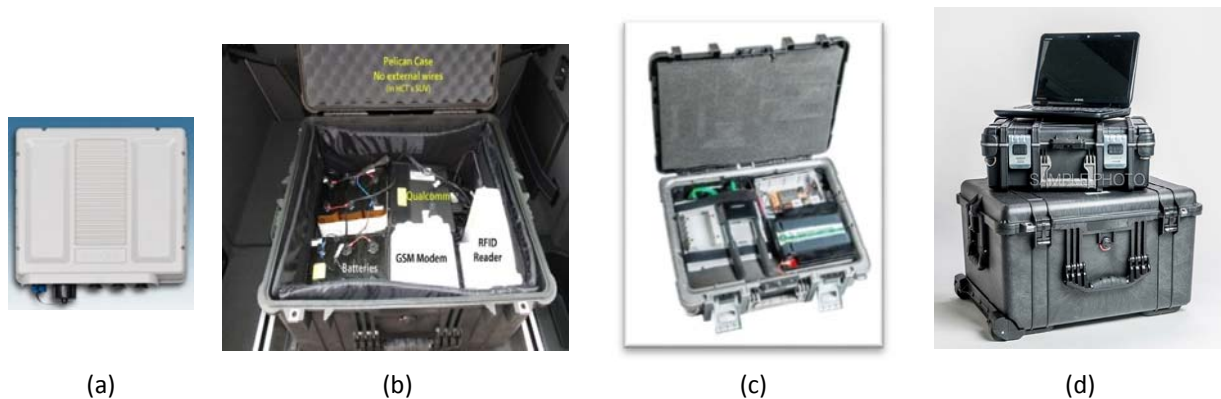 Pelican Case
No external wires
(in HCT's SUV)
Qualcomm
Batteries
GSM Modem
RFID
Reader
SAMPLE PHOTO
(a)
(b)
(c)
(d)